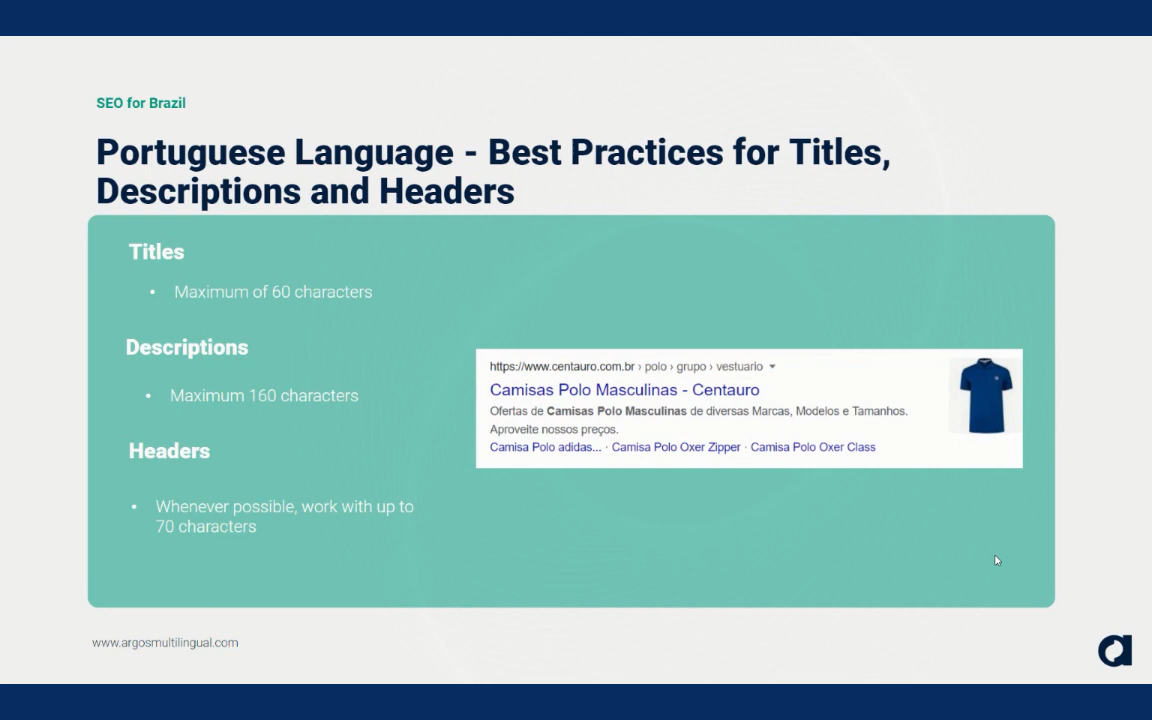 SEO for Brazil
Portuguese Language - Best Practices for Titles,
Descriptions and Headers
Titles
• Maximum of 60 characters
Descriptions
• Maximum 160 characters
Headers
• Whenever possible, work with up to
70 characters
https://www.centauro.com.br › polo › grupo › vestuario
Camisas Polo Masculinas - Centauro
Ofertas de Camisas Polo Masculinas de diversas Marcas, Modelos e Tamanhos.
Aproveite nossos preços.
Camisa Polo adidas... · Camisa Polo Oxer Zipper · Camisa Polo Oxer Class
www.argosmultilingual.com